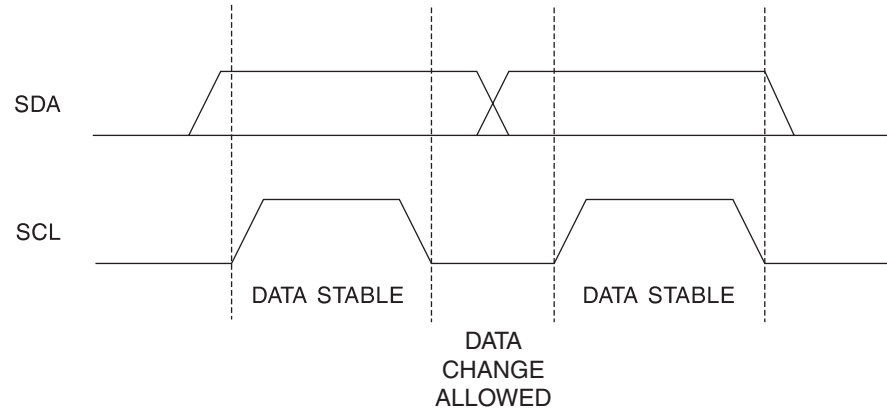 SDA
SCL
DATA STABLE
DATA STABLE
DATA
CHANGE
ALLOWED